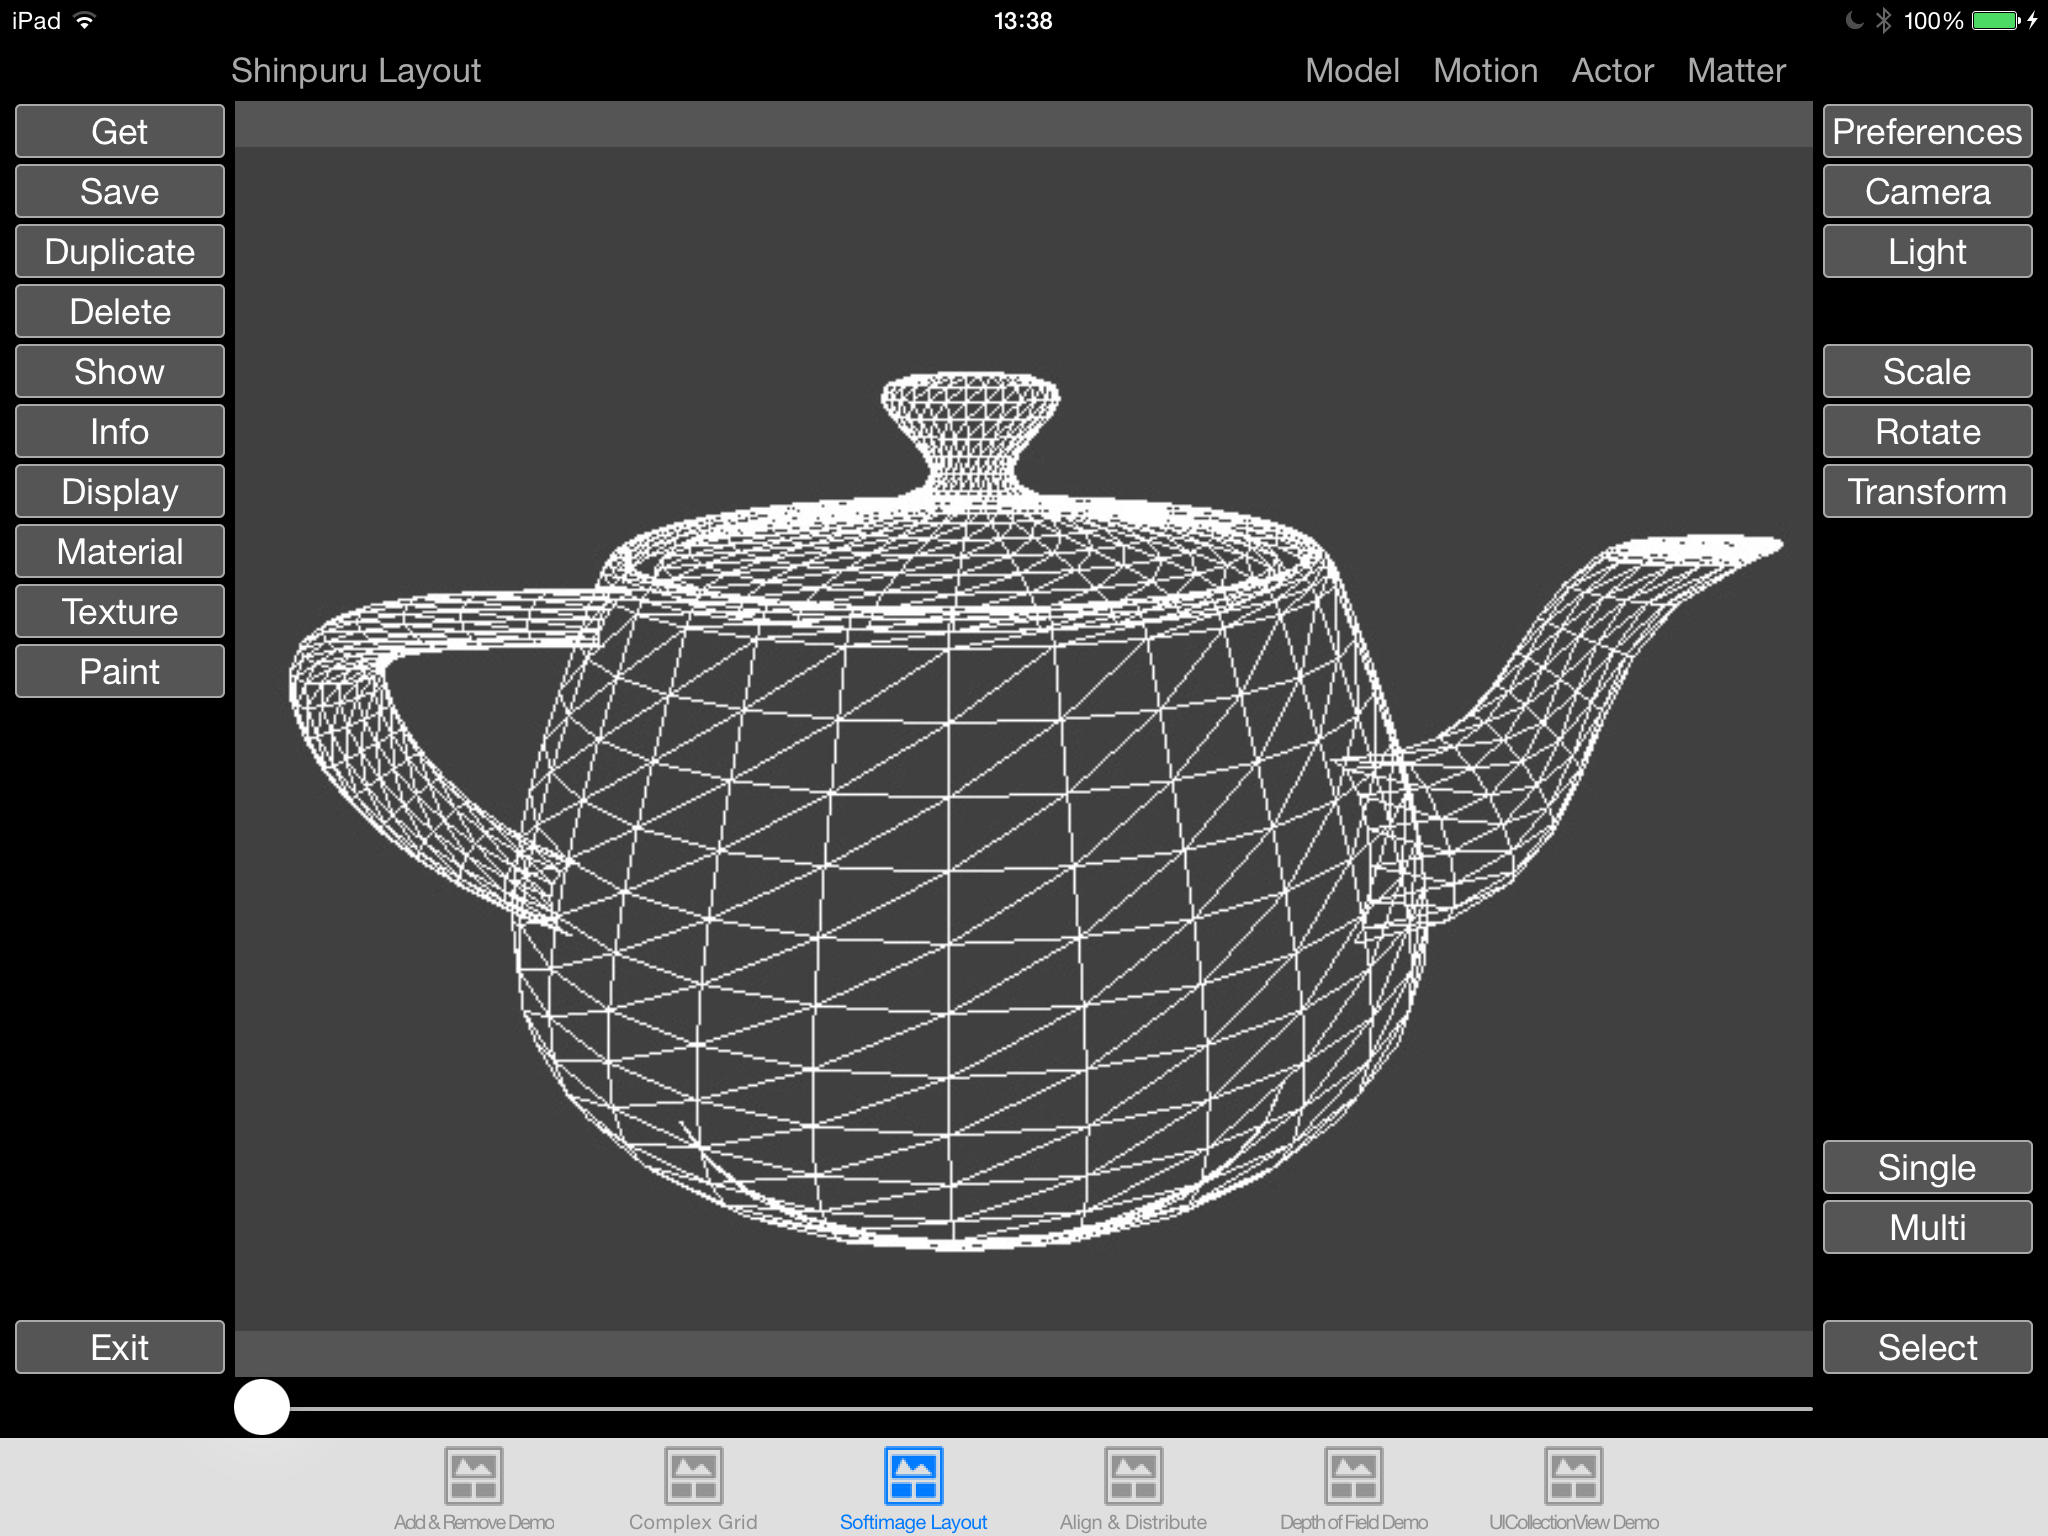 iPad 13:38 100%
Shinpuru Layout Model Motion Actor Matter
Get
Save
Duplicate
Delete
Show
Info
Display
Material
Texture
Paint
Exit
Preferences
Camera
Light
Scale
Rotate
Transform
Single
Multi
Select
Add & Remove Demo
Complex Grid
Softimage Layout
Align & Distribute
Depth of Field Demo
UICollectionView Demo